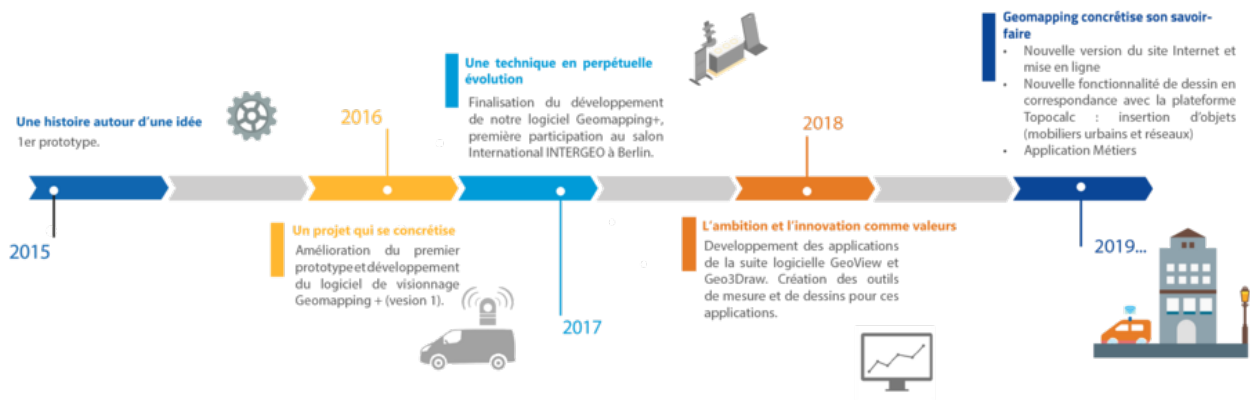 Une histoire autour d'une idée
1er prototype.
2015
2016
Un projet qui se concrétise
Amélioration du premier
prototype et développement
du logiciel de visionnage
Geomapping + (vesion 1).
Une technique en perpétuelle
évolution
Finalisation du développement
de notre logiciel Geomapping+,
première participation au salon
International INTERGEO à Berlin.
2017
2018
L'ambition et l'innovation comme valeurs
Developpement des applications
de la suite logicielle GeoView et
Geo3Draw. Création des outils
de mesure et de dessins pour ces
applications.
Geomapping concrétise son savoir-
faire
• Nouvelle version du site Internet et
mise en ligne
• Nouvelle fonctionnalité de dessin en
correspondance avec la plateforme
Topocalc : insertion d'objets
(mobiliers urbains et réseaux)
• Application Métiers
2019...